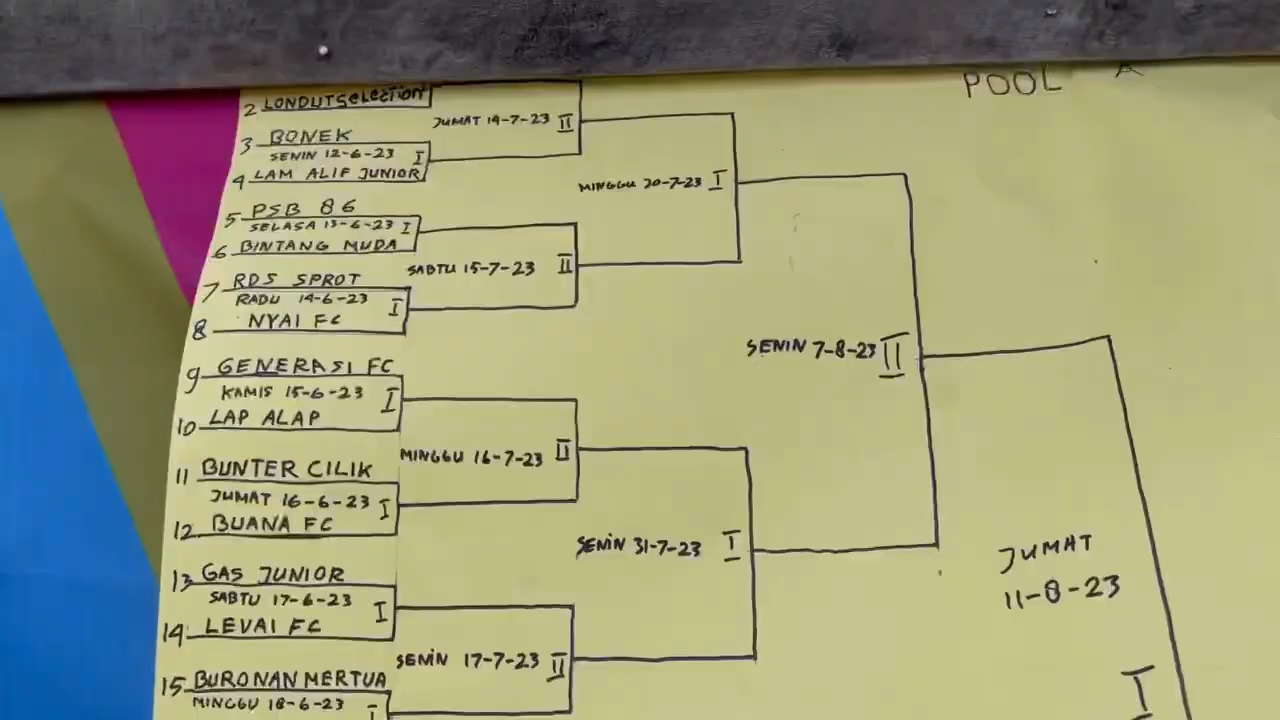 POOL A
2 LONDUTSELECTION
JUMAT 14-7-23 II
3 BONEK
SENIN 12-6-23 I
4 LAM ALIF JUNIOR
MINGGU 30-7-23 I
5 PSB 86
SELASA 13-6-23 I
6 BINTANG MUDA
SABTU 15-7-23 II
7 RDS SPROT
RABU 14-6-23 I
8 NYAI FC
SENIN 7-8-23 II
9 GENERASI FC
KAMIS 15-6-23 I
10 LAP ALAP
MINGGU 16-7-23 II
11 BUNTER CILIK
JUMAT 16-6-23 I
12 BUANA FC
SENIN 31-7-23 I
JUMAT
11-8-23
I
13 GAS JUNIOR
SABTU 17-6-23 I
14 LEVAI FC
SENIN 17-7-23 II
15 BURONAN MERTUA
MINGGU 18-6-23 I